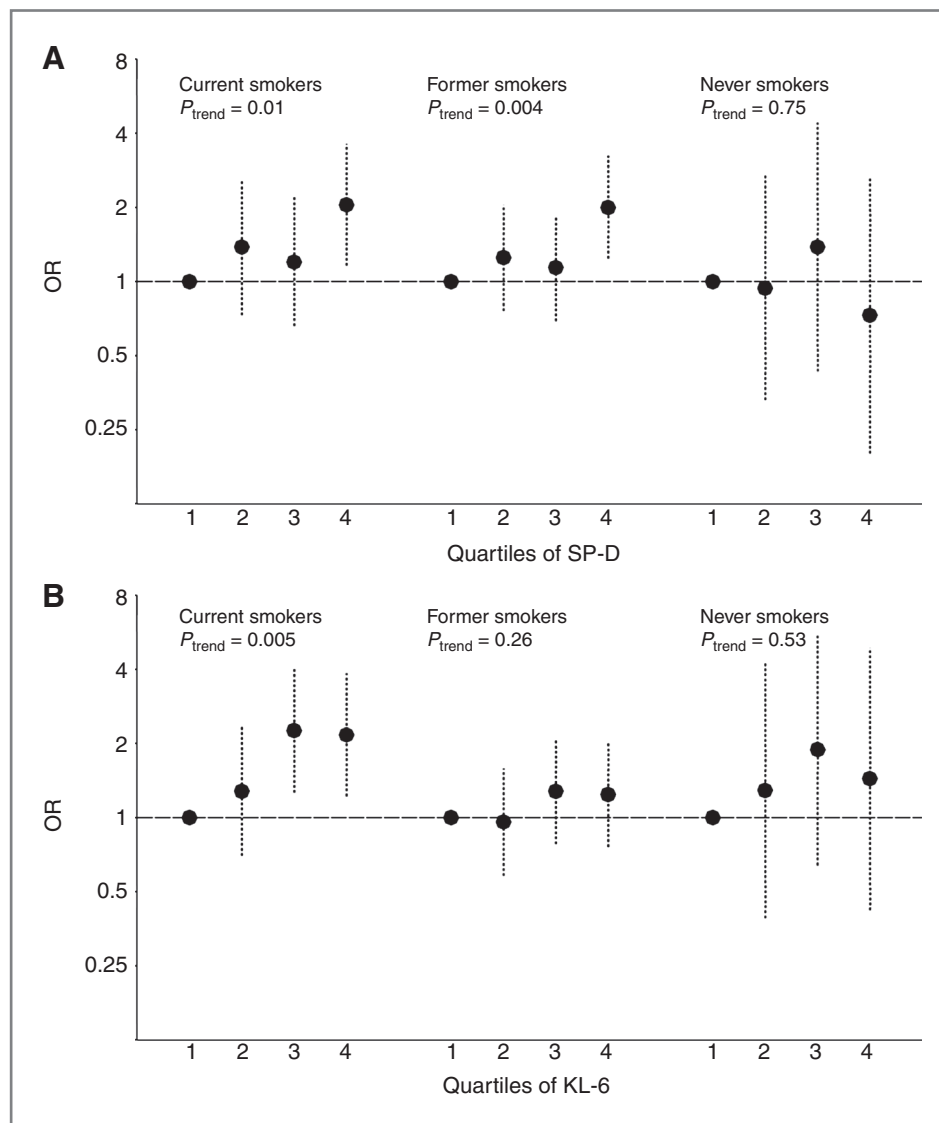 A
8
Current smokers
Former smokers
Never smokers
Ptrend = 0.01
Ptrend = 0.004
Ptrend = 0.75
4
2
OR
1
0.5
0.25
1 2 3 4 1 2 3 4 1 2 3 4
Quartiles of SP-D
B
8
Current smokers
Former smokers
Never smokers
Ptrend = 0.005
Ptrend = 0.26
Ptrend = 0.53
4
2
OR
1
0.5
0.25
1 2 3 4 1 2 3 4 1 2 3 4
Quartiles of KL-6